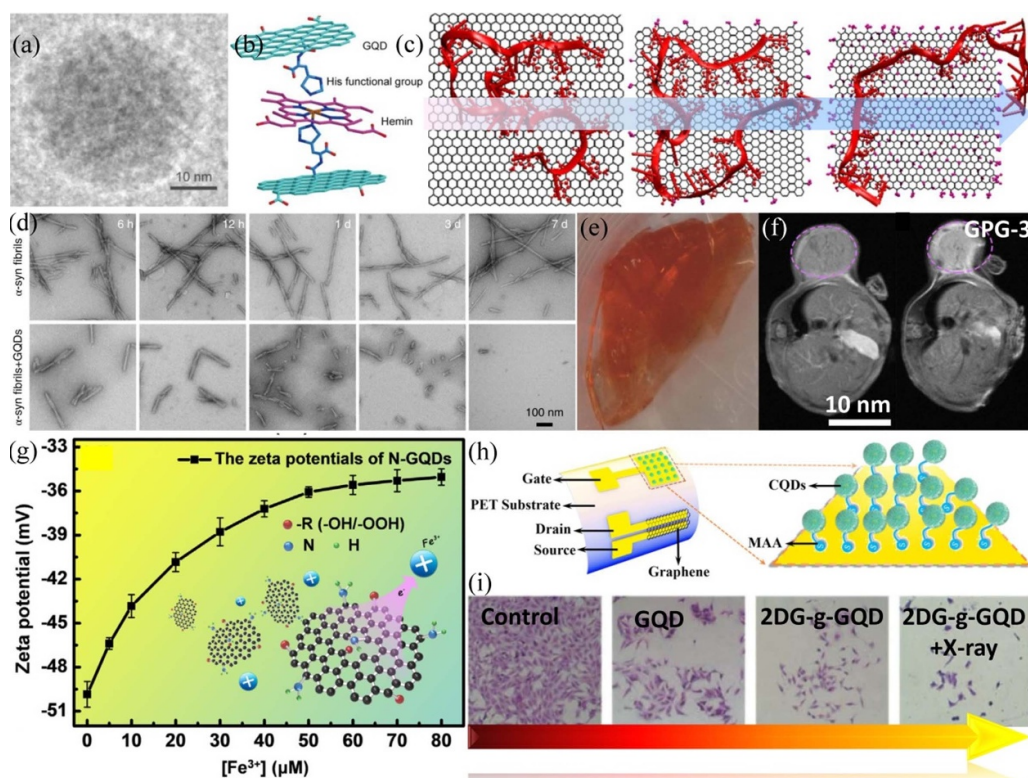 (a)
10 nm
(b)
GQD
His functional group
Hemin
(c)
(d)
α-syn fibrils
6 h
12 h
1 d
3 d
7 d
α-syn fibrils+GQDs
100 nm
(e)
(f)
GPG-3
10 nm
(g)
-33
-36
-39
-42
-45
-48
-51
Zeta potential (mV)
The zeta potentials of N-GQDs
-R (-OH/-OOH)
N
H
Fe³⁺
e⁻
0
10
20
30
40
50
60
70
80
[Fe³⁺] (μM)
(h)
Gate
PET Substrate
Drain
Source
Graphene
CQDs
MAA
(i)
Control
GQD
2DG-g-GQD
2DG-g-GQD
+X-ray